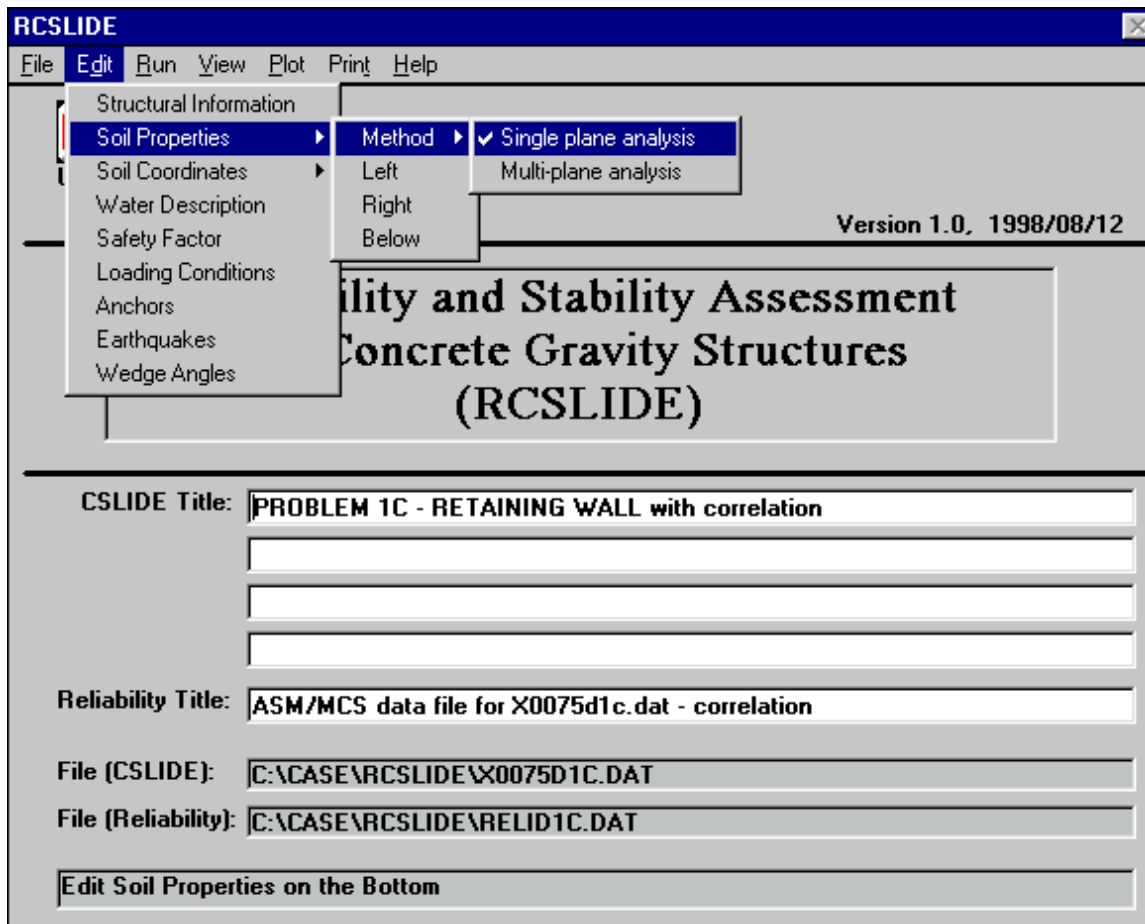 RCSLIDE
File Edit Run View Plot Print Help
Structural Information
Soil Properties Method Single plane analysis
Soil Coordinates Left Multi-plane analysis
Water Description Right
Safety Factor Below
Loading Conditions
Anchors
Earthquakes
Wedge Angles
Version 1.0, 1998/08/12
ility and Stability Assessment
Concrete Gravity Structures
(RCSLIDE)
CSLIDE Title: PROBLEM 1C - RETAINING WALL with correlation
Reliability Title: ASM/MCS data file for X0075d1c.dat - correlation
File (CSLIDE): C:\CASE\RCSLIDE\X0075D1C.DAT
File (Reliability): C:\CASE\RCSLIDE\RELID1C.DAT
Edit Soil Properties on the Bottom